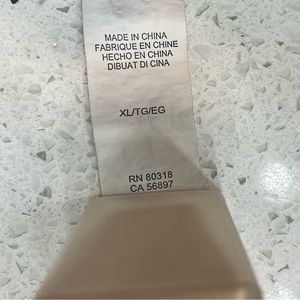 MADE IN CHINA
FABRIQUE EN CHINE
HECHO EN CHINA
DIBUAT DI CINA
XL/TG/EG
RN 80318
CA 56897